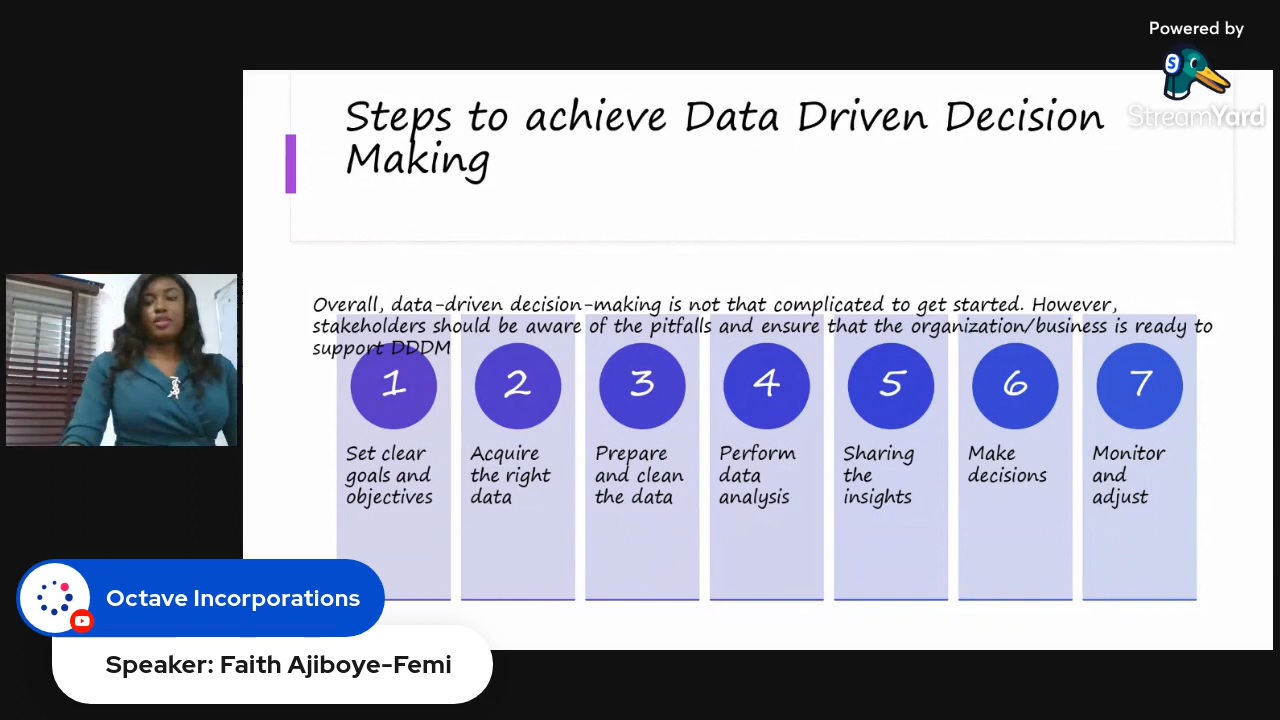 Powered by
S
StreamYard
Steps to achieve Data Driven Decision
Making
Overall, data-driven decision-making is not that complicated to get started. However,
stakeholders should be aware of the pitfalls and ensure that the organization/business is ready to
support DDDM
1
Set clear
goals and
objectives
2
Acquire
the right
data
3
Prepare
and clean
the data
4
Perform
data
analysis
5
Sharing
the
insights
6
Make
decisions
7
Monitor
and
adjust
Octave Incorporations
Speaker: Faith Ajiboye-Femi